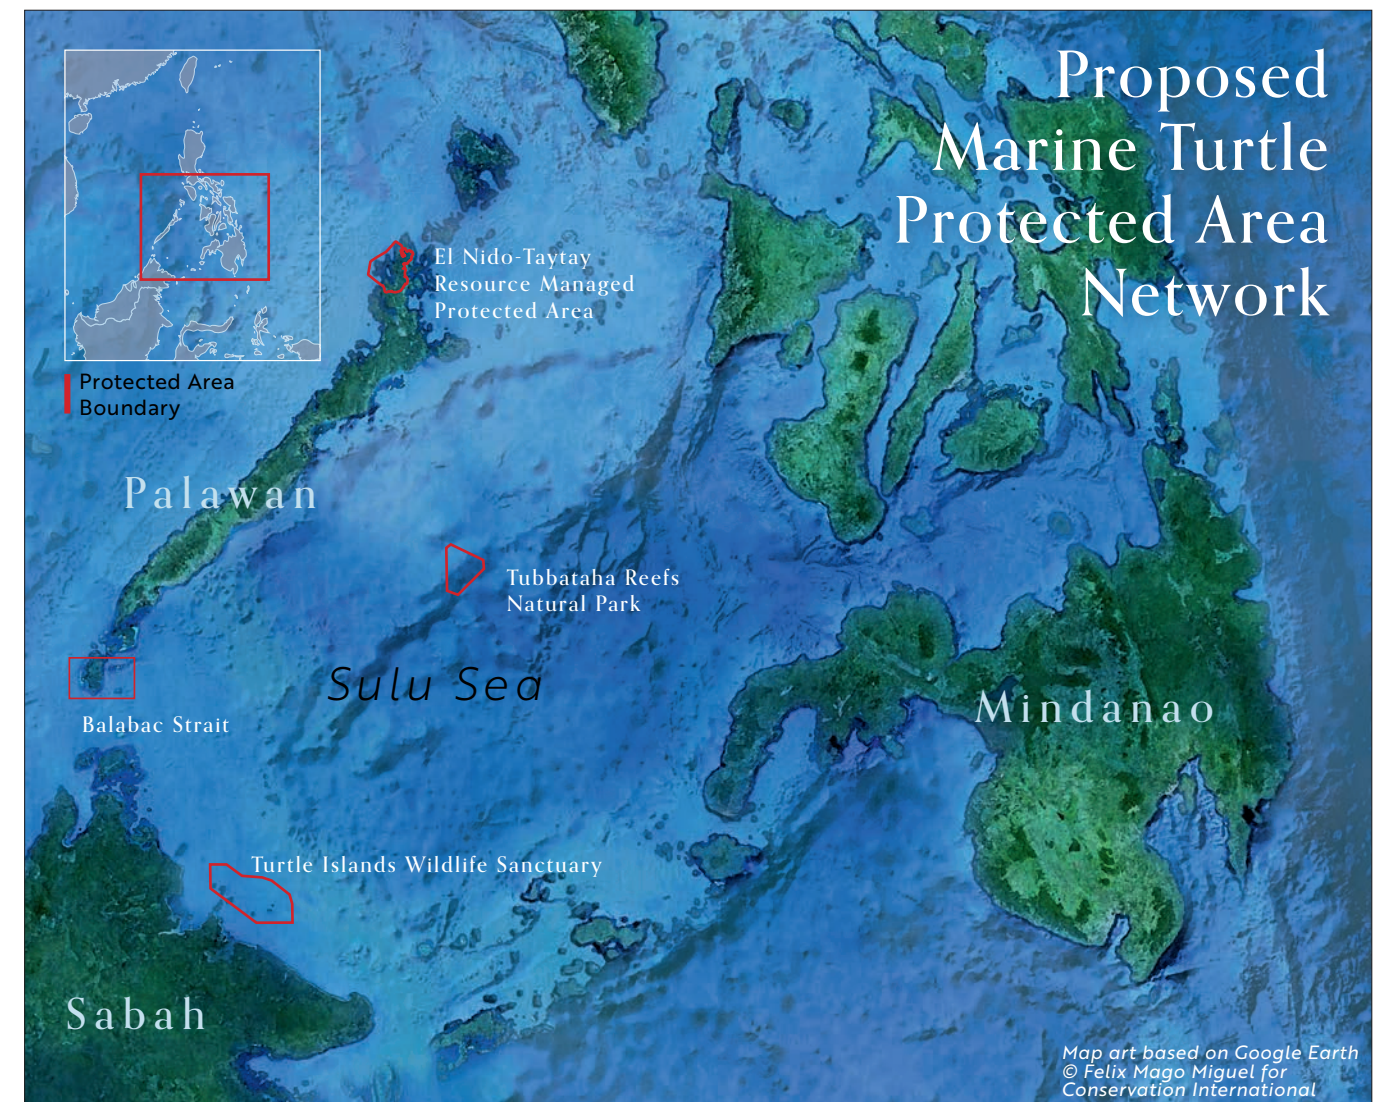 Proposed
Marine Turtle
Protected Area
Network
El Nido-Taytay
Resource Managed
Protected Area
Protected Area
Boundary
Palawan
Tubbataha Reefs
Natural Park
Sulu Sea
Balabac Strait
Mindanao
Turtle Islands Wildlife Sanctuary
Sabah
Map art based on Google Earth
© Felix Mago Miguel for
Conservation International